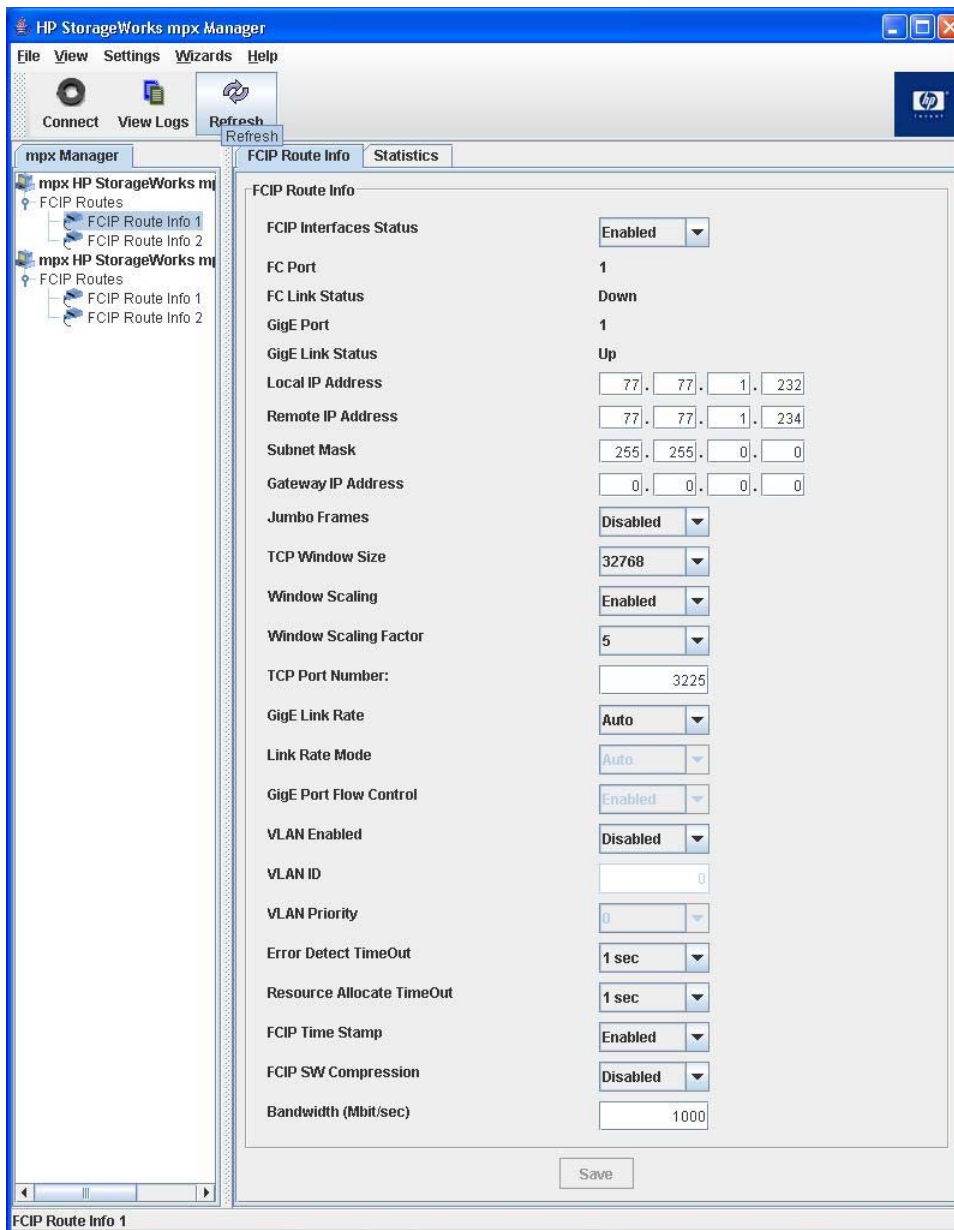 HP StorageWorks mpx Manager
File View Settings Wizards Help
Connect View Logs Refresh
Refresh
hp
invent
mpx Manager
mpx HP StorageWorks
FCIP Routes
FCIP Route Info 1
FCIP Route Info 2
mpx HP StorageWorks
FCIP Routes
FCIP Route Info 1
FCIP Route Info 2
FCIP Route Info Statistics
FCIP Route Info
FCIP Interfaces Status Enabled
FC Port 1
FC Link Status Down
GigE Port 1
GigE Link Status Up
Local IP Address 77. 77. 1. 232
Remote IP Address 77. 77. 1. 234
Subnet Mask 255. 255. 0. 0
Gateway IP Address 0. 0. 0. 0
Jumbo Frames Disabled
TCP Window Size 32768
Window Scaling Enabled
Window Scaling Factor 5
TCP Port Number: 3225
GigE Link Rate Auto
Link Rate Mode Auto
GigE Port Flow Control Enabled
VLAN Enabled Disabled
VLAN ID 0
VLAN Priority 0
Error Detect TimeOut 1 sec
Resource Allocate TimeOut 1 sec
FCIP Time Stamp Enabled
FCIP SW Compression Disabled
Bandwidth (Mbit/sec) 1000
Save
FCIP Route Info 1